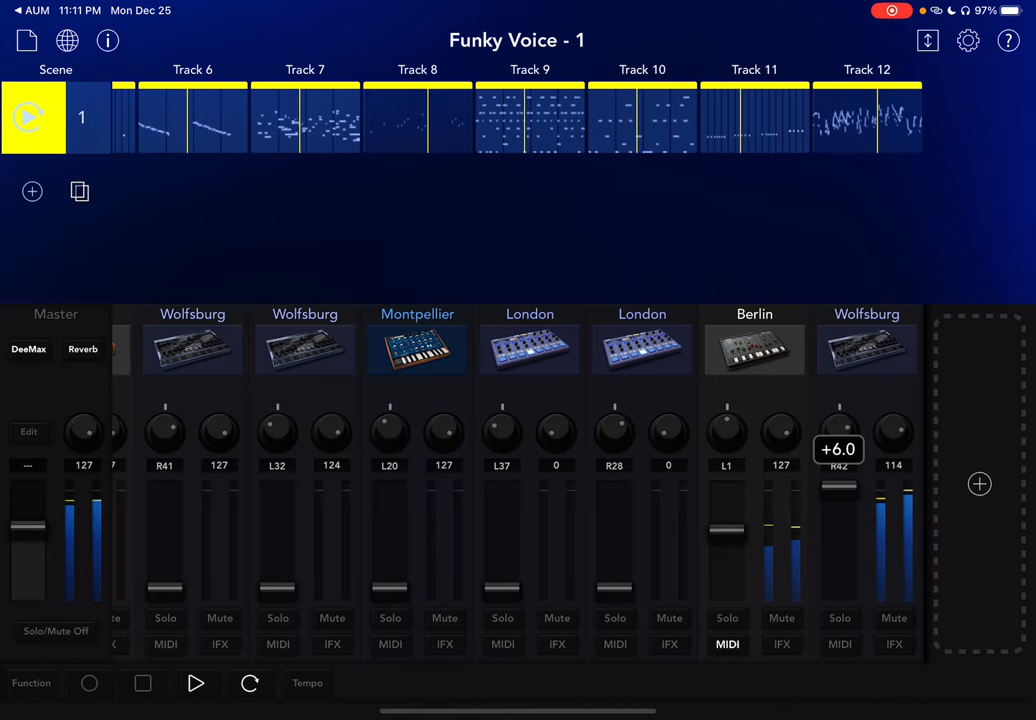 ◀ AUM 11:11 PM Mon Dec 25 97%
Funky Voice - 1
Scene Track 6 Track 7 Track 8 Track 9 Track 10 Track 11 Track 12
1
Master Wolfsburg Wolfsburg Montpellier London London Berlin Wolfsburg
DeeMax Reverb
Edit
+6.0
--- 127 7 R41 127 L32 124 L20 127 L37 0 R28 0 L1 127 R42 114
Solo Mute Solo Mute Solo Mute Solo Mute Solo Mute Solo Mute Solo Mute
Solo/Mute Off
MIDI IFX MIDI IFX MIDI IFX MIDI IFX MIDI IFX MIDI IFX MIDI IFX
Function Tempo